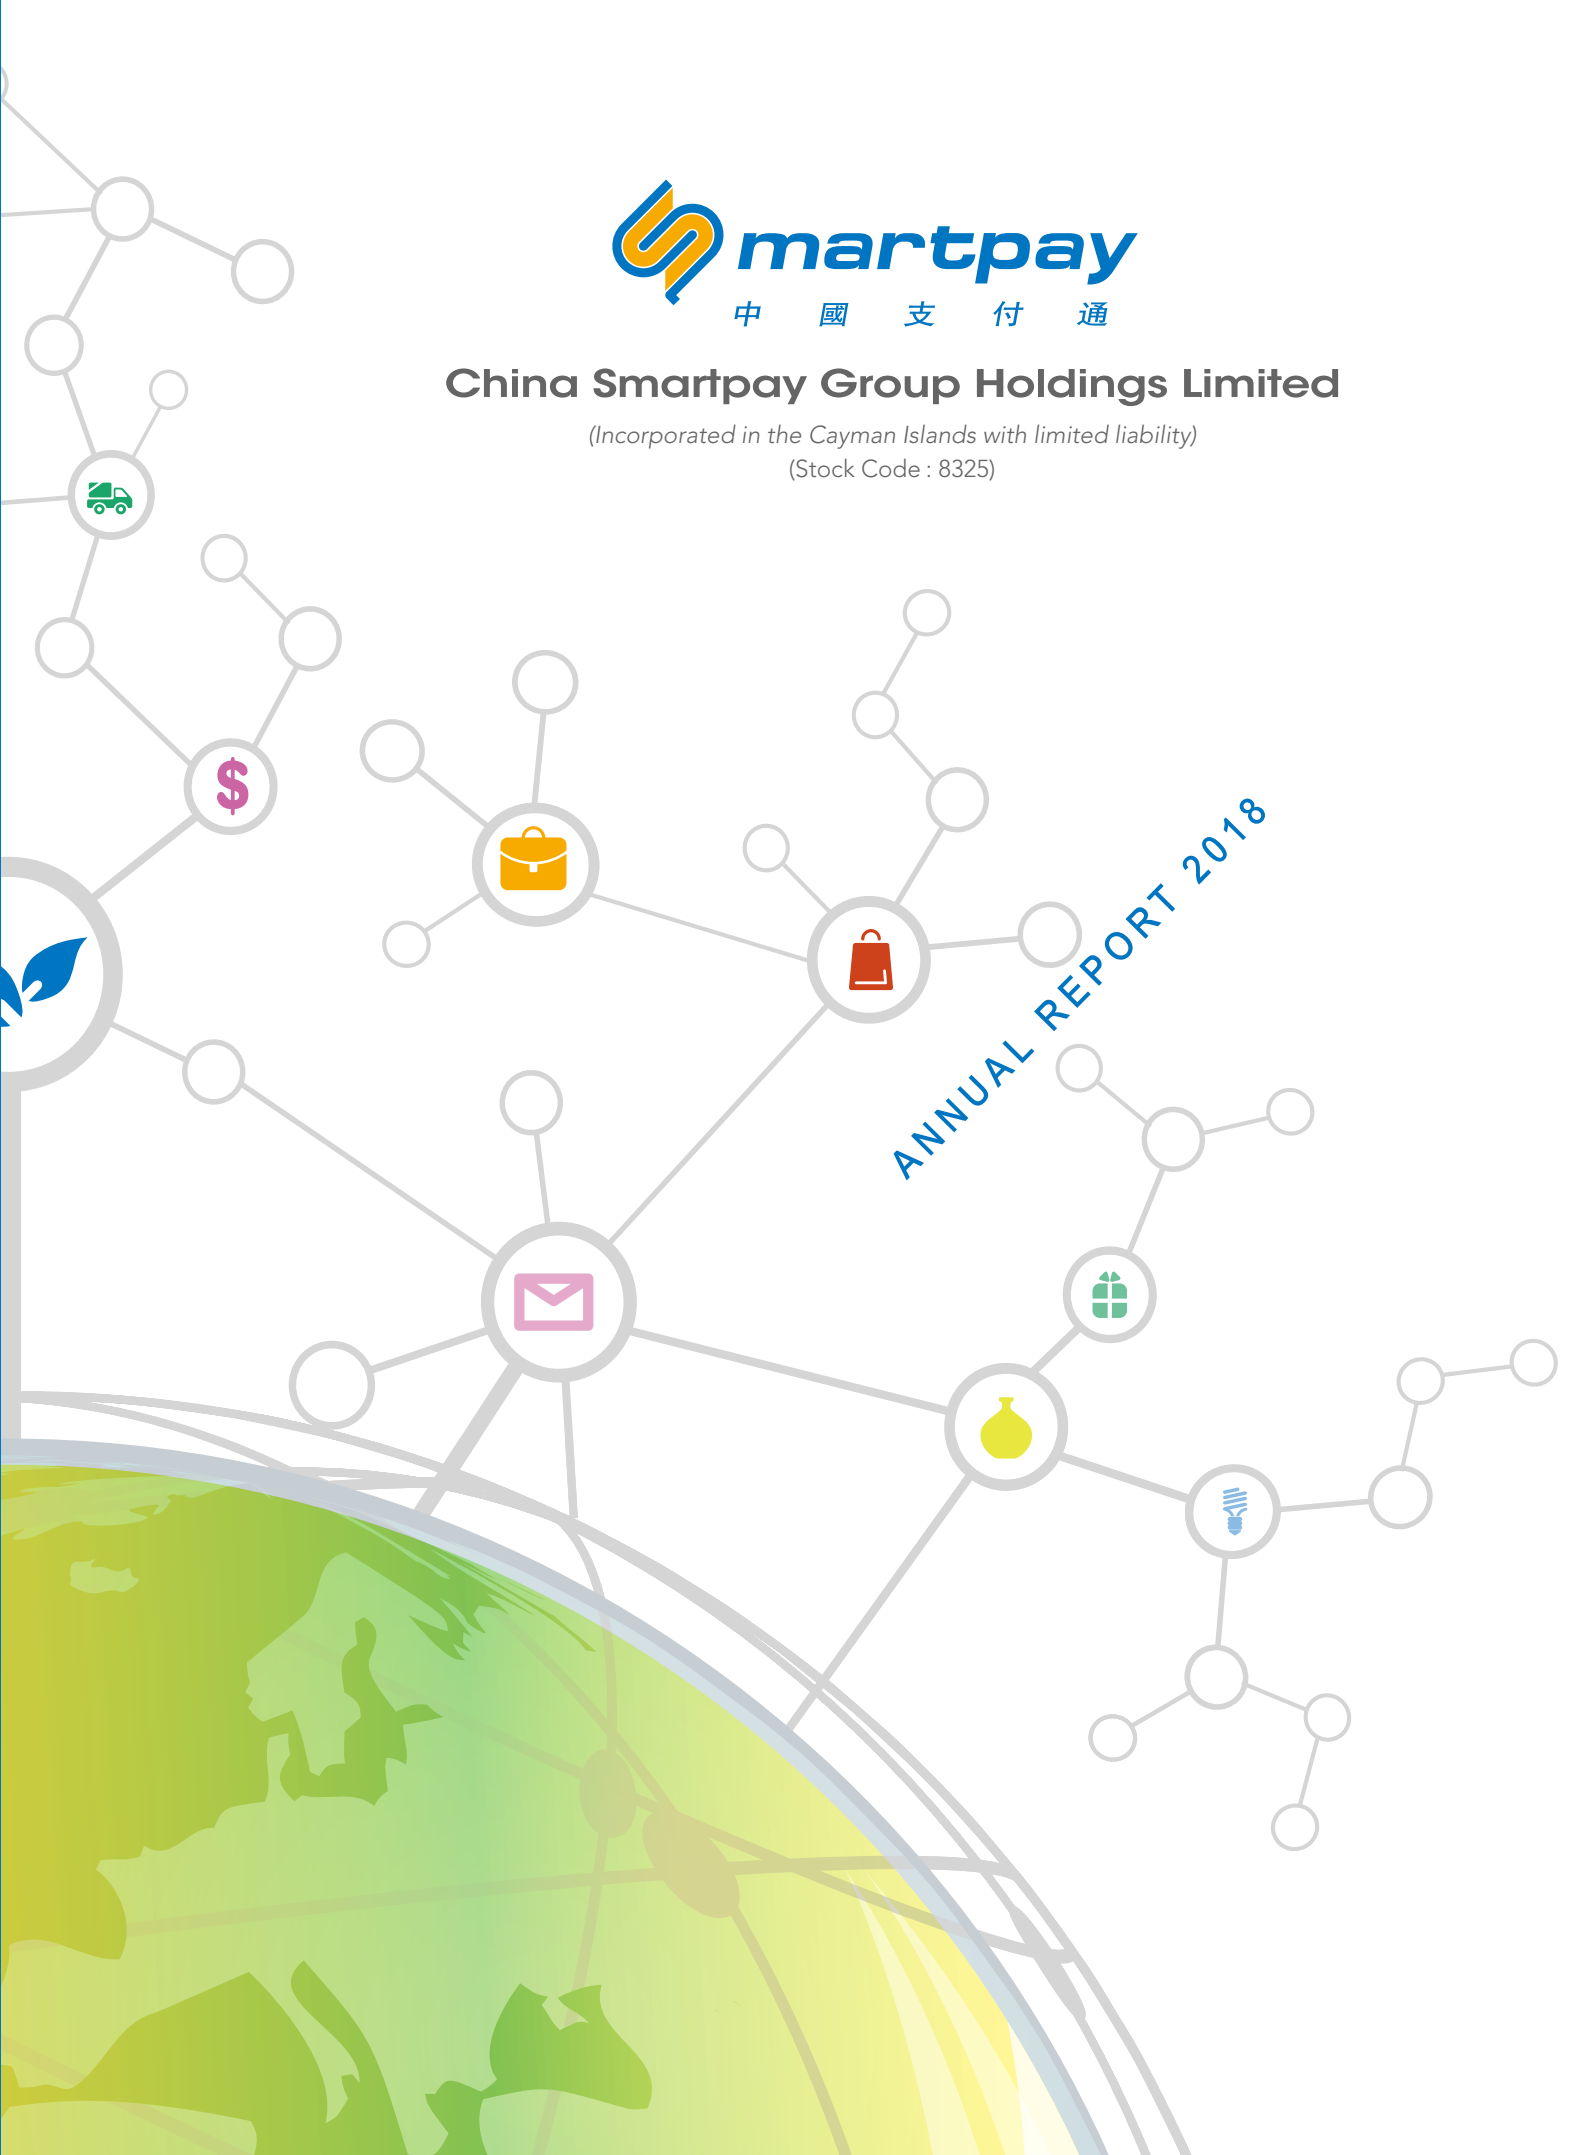 martpay
中國支付通
China Smartpay Group Holdings Limited
(Incorporated in the Cayman Islands with limited liability)
(Stock Code : 8325)
$
ANNUAL REPORT 2018